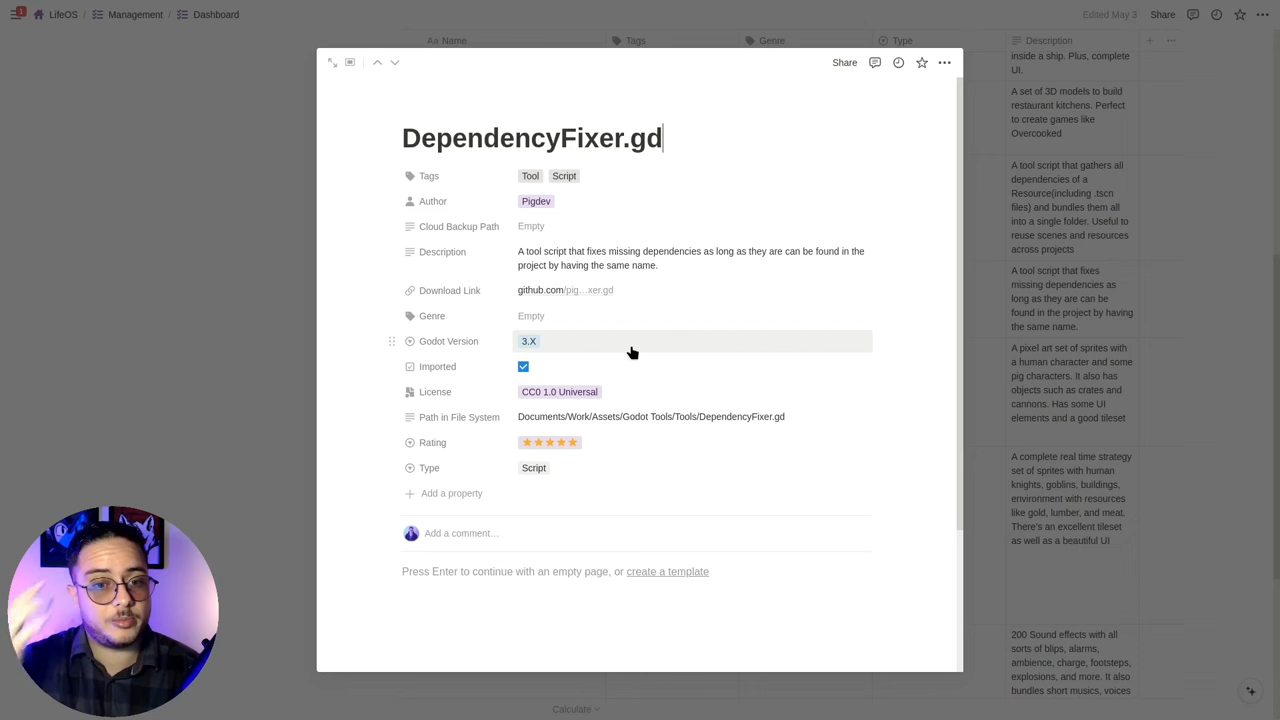 1 LifeOS / Management / Dashboard Edited May 3 Share
Aa Name Tags Genre Type Description
Share
DependencyFixer.gd
Tags Tool Script
Author Pigdev
Cloud Backup Path Empty
Description A tool script that fixes missing dependencies as long as they are can be found in the
project by having the same name.
Download Link github.com/pig…xer.gd
Genre Empty
Godot Version 3.X
Imported
License CC0 1.0 Universal
Path in File System Documents/Work/Assets/Godot Tools/Tools/DependencyFixer.gd
Rating
Type Script
Add a property
Add a comment…
Press Enter to continue with an empty page, or create a template
inside a ship. Plus, complete
UI.
A set of 3D models to build
restaurant kitchens. Perfect
to create games like
Overcooked
A tool script that gathers all
dependencies of a
Resource(including .tscn
files) and bundles them all
into a single folder. Useful to
reuse scenes and resources
across projects
A tool script that fixes
missing dependencies as
long as they are can be
found in the project by having
the same name.
A pixel art set of sprites with
a human character and some
pig characters. It also has
objects such as crates and
cannons. Has some UI
elements and a good tileset
A complete real time strategy
set of sprites with human
knights, goblins, buildings,
environment with resources
like gold, lumber, and meat.
There's an excellent tileset
as well as a beautiful UI
200 Sound effects with all
sorts of blips, alarms,
ambience, charge, footsteps,
explosions, and more. It also
bundles short musics, voices
Calculate